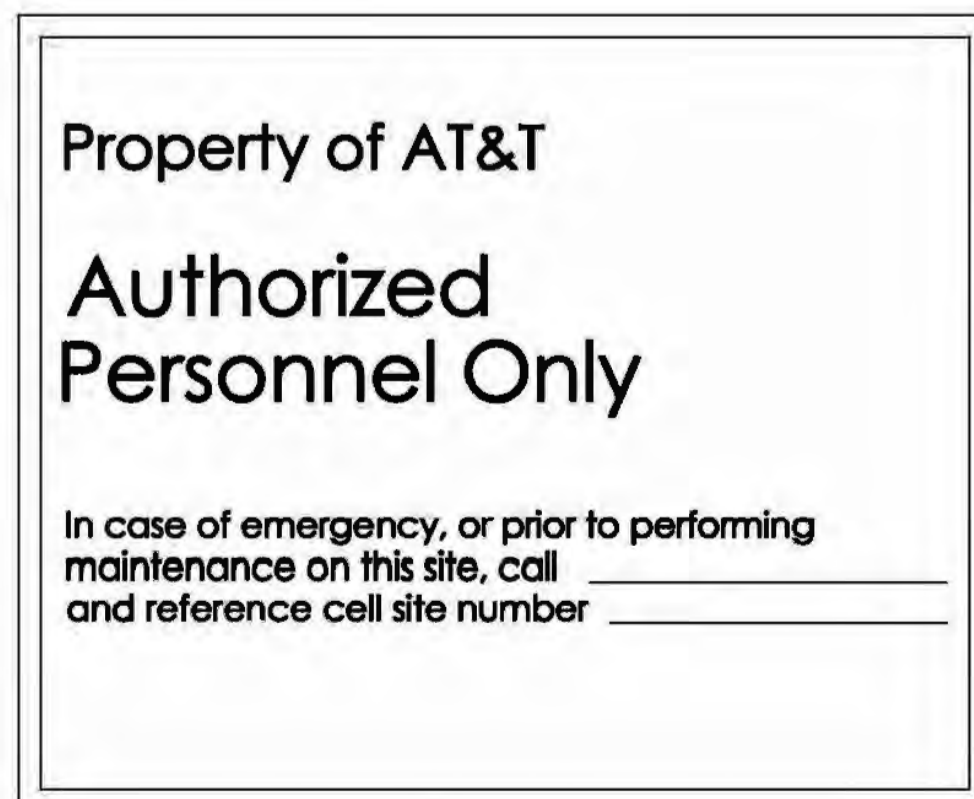 Property of AT&T
Authorized
Personnel Only
In case of emergency, or prior to performing
maintenance on this site, call
and reference cell site number